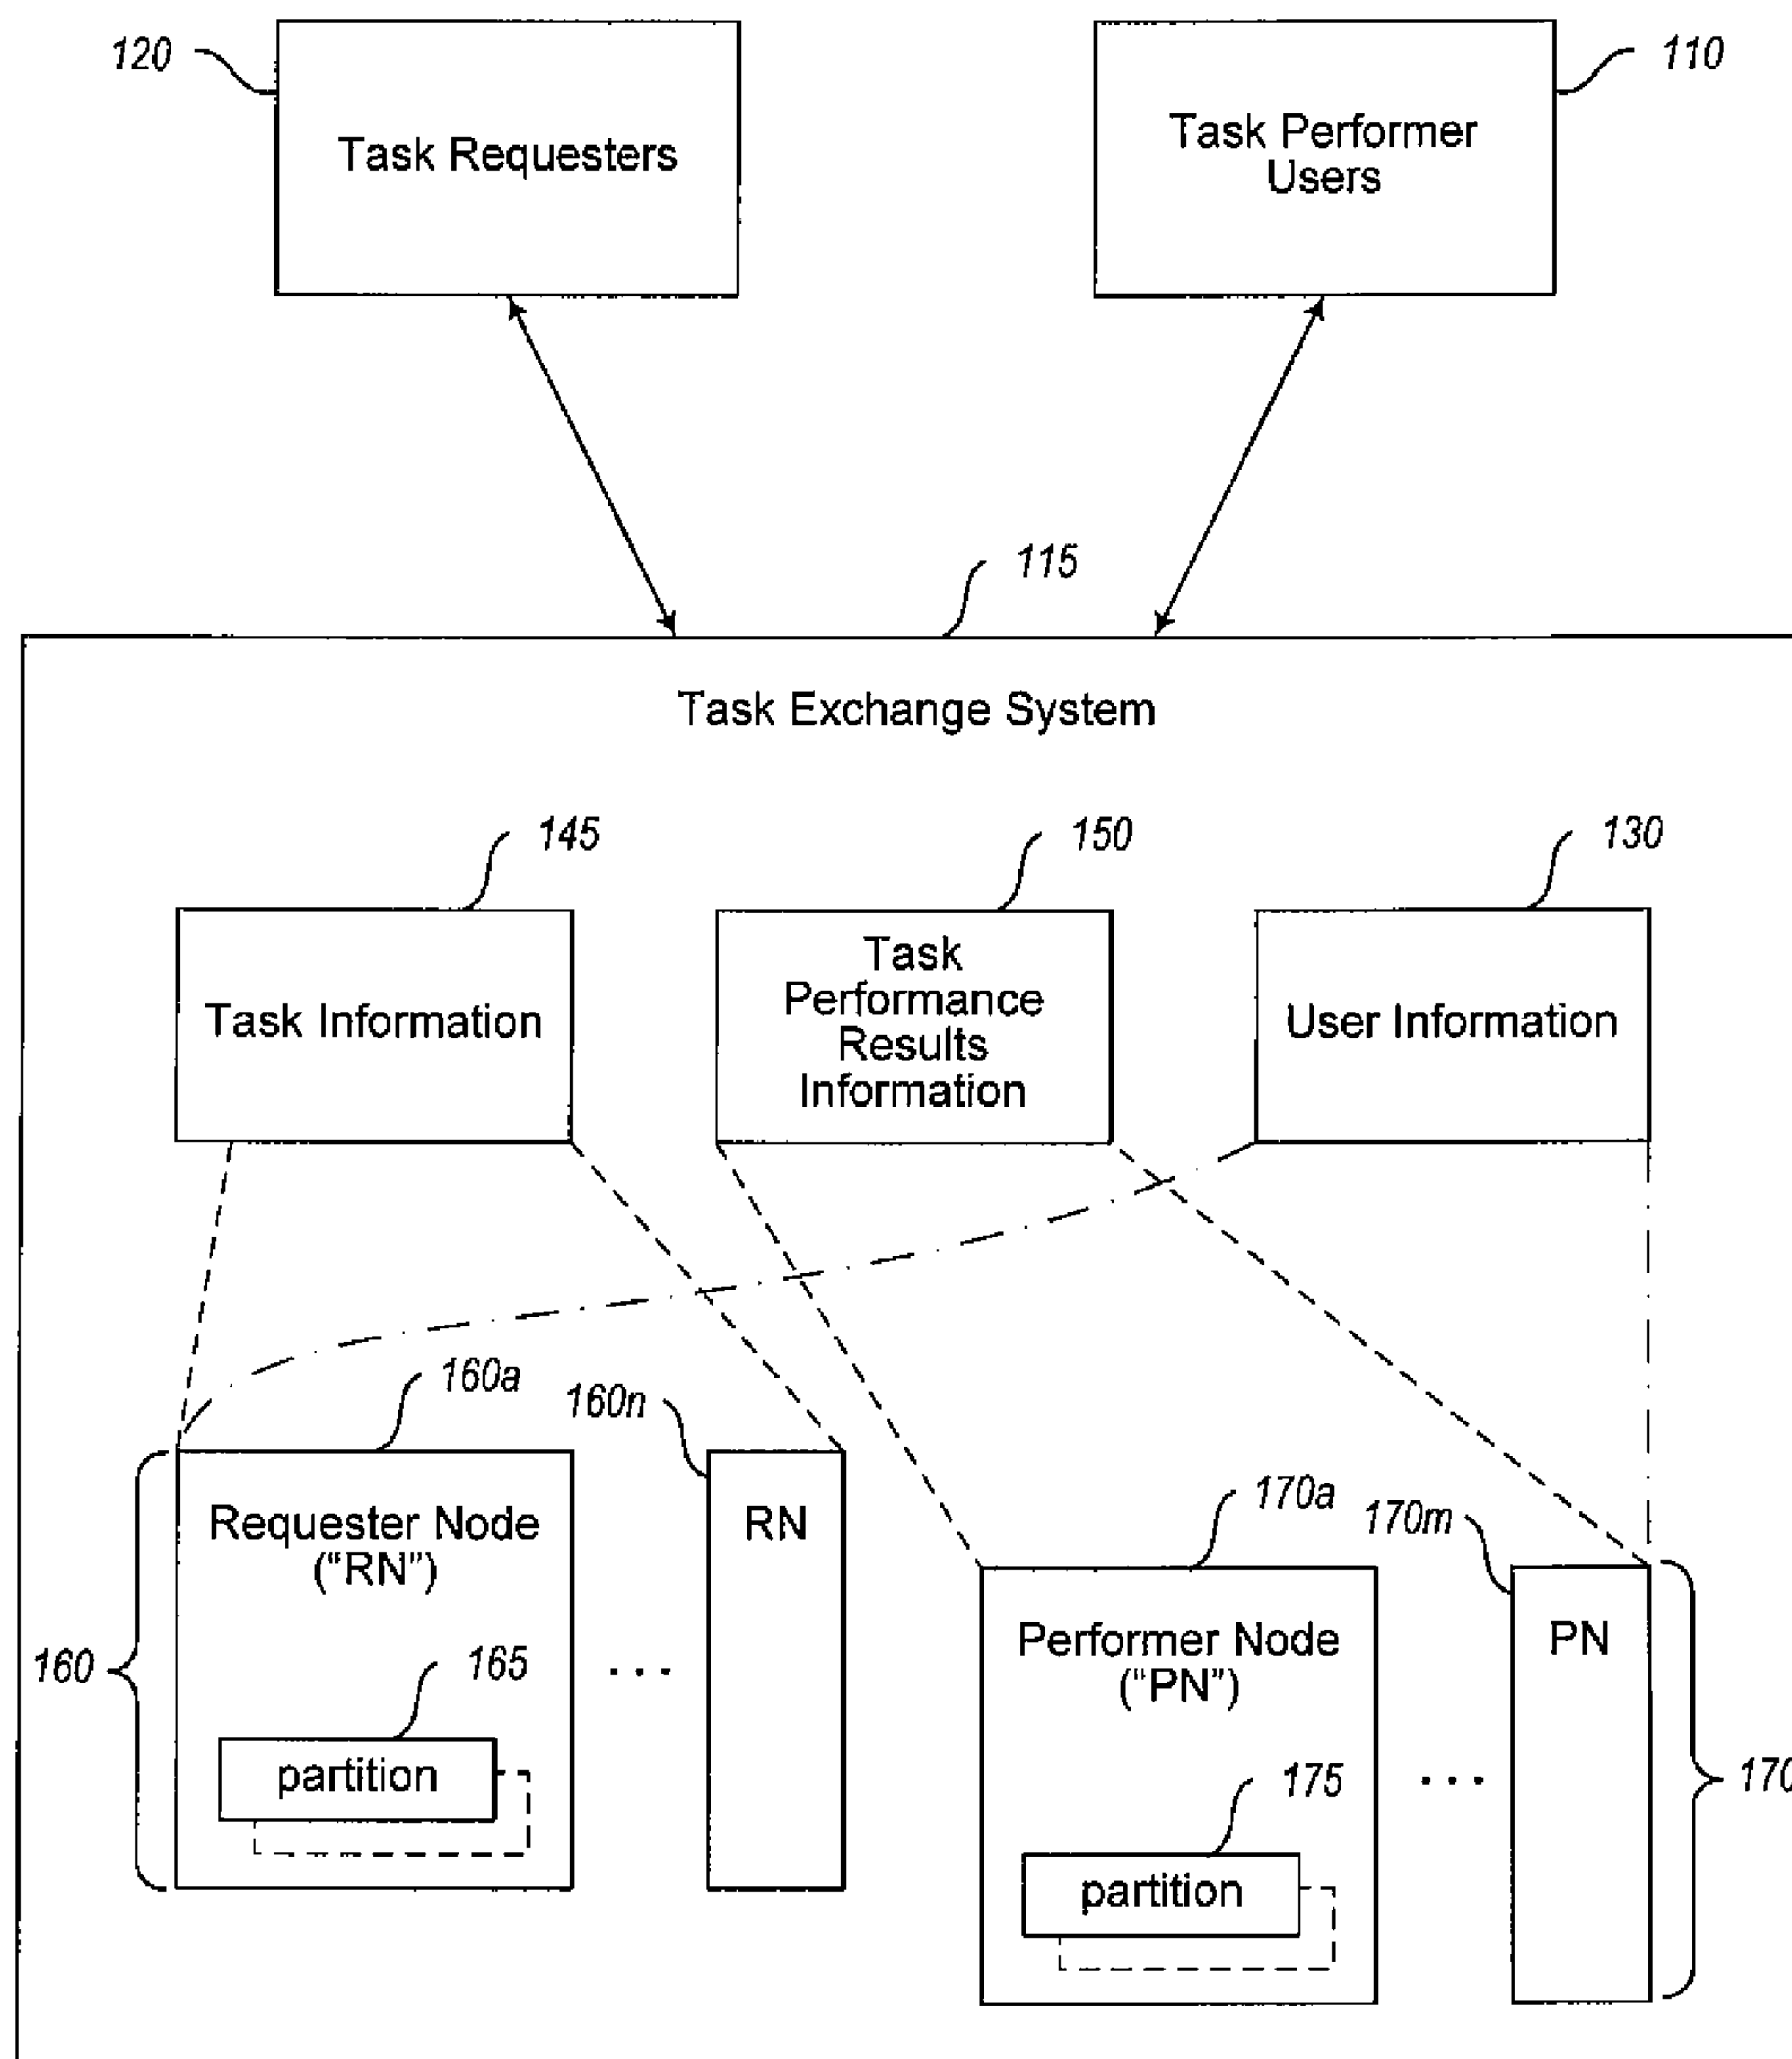 120
110
Task Requesters
Task Performer
Users
115
Task Exchange System
145
150
130
Task Information
Task
Performance
Results
Information
User Information
160a
160n
Requester Node
("RN")
RN
170a
170m
Performer Node
("PN")
PN
160
165
...
partition
175
...
170
partition